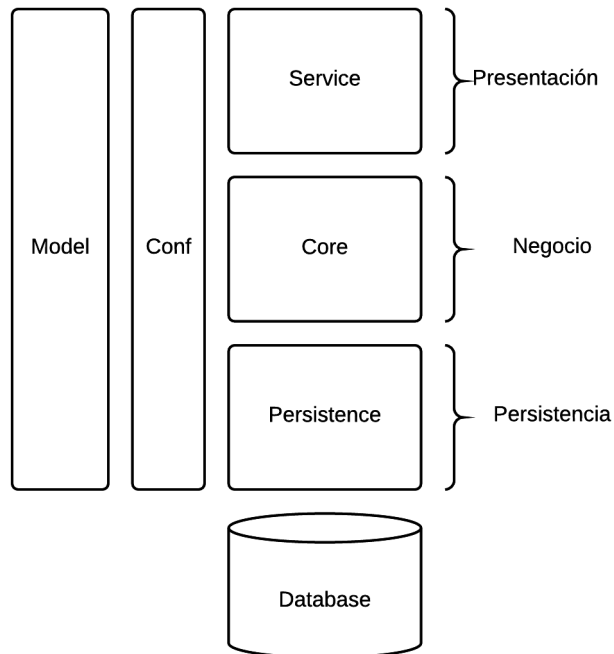 Service
Presentación
Model
Conf
Core
Negocio
Persistence
Persistencia
Database